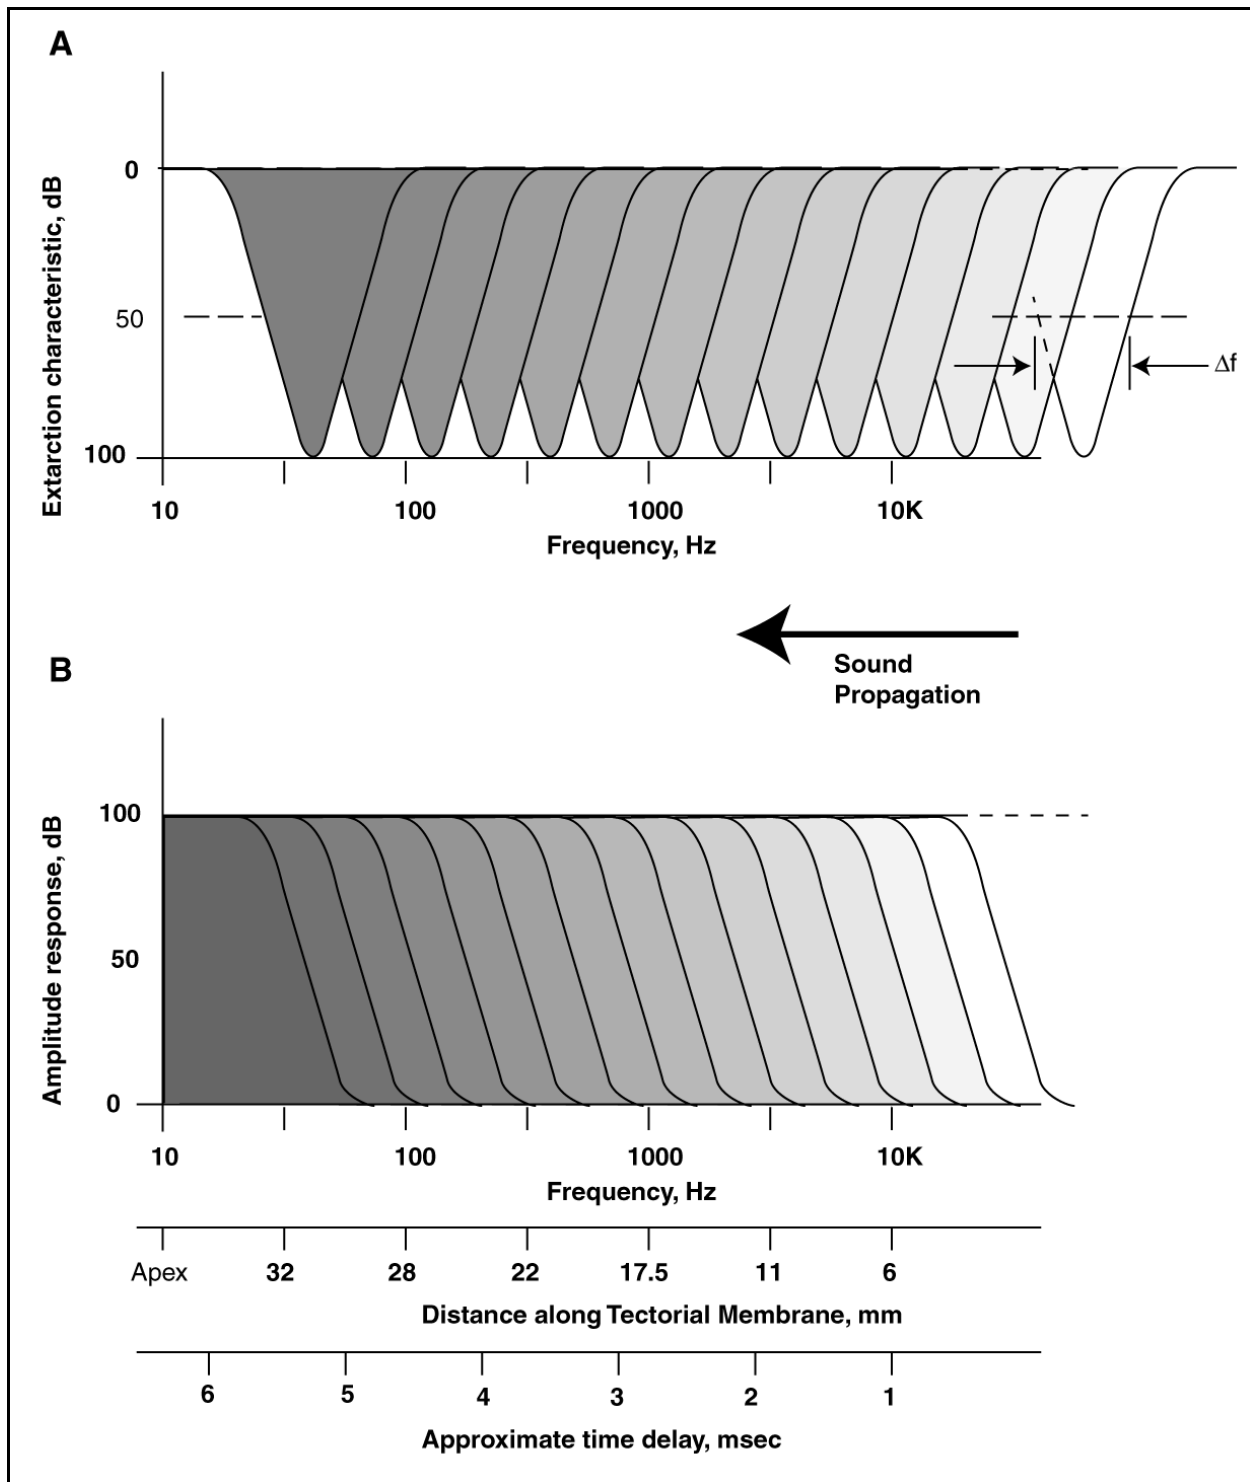 A
Extarction characteristic, dB
0
50
100
Δf
10
100
1000
10K
Frequency, Hz
Sound
Propagation
B
Amplitude response, dB
100
50
0
10
100
1000
10K
Frequency, Hz
Apex
32
28
22
17.5
11
6
Distance along Tectorial Membrane, mm
6
5
4
3
2
1
Approximate time delay, msec